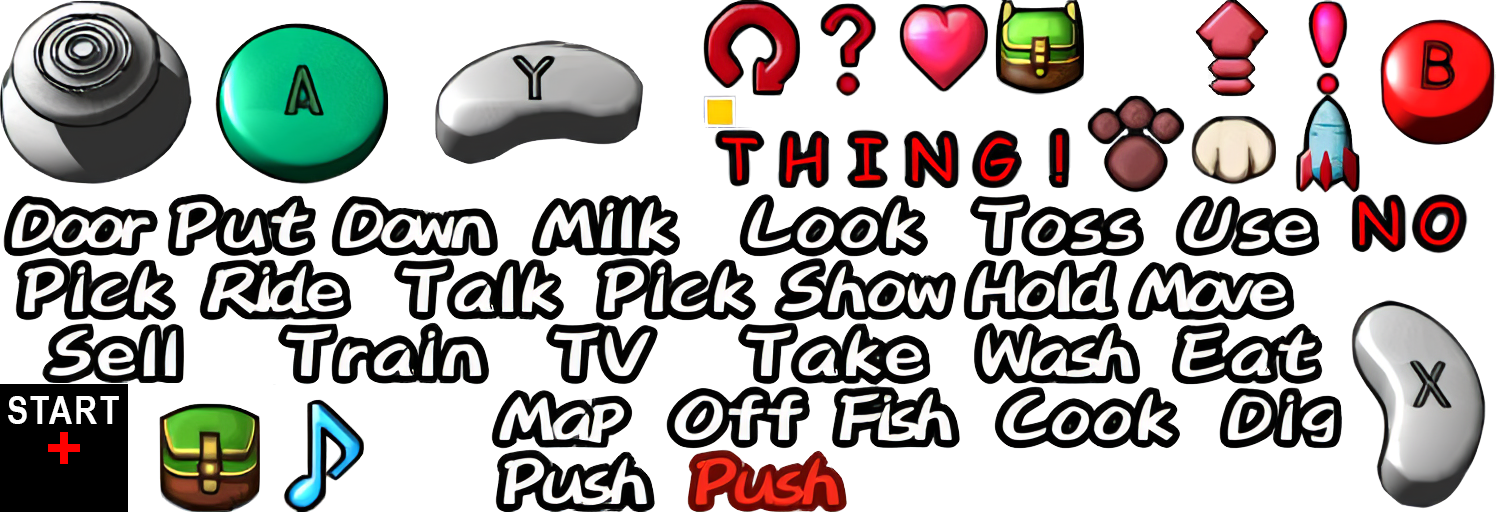 A Y B
? !
THING!
Door Put Down Milk Look Toss Use NO
Pick Ride Talk Pick Show Hold Move
Sell Train TV Take Wash Eat
X
START
Map Off Fish Cook Dig
Push Push